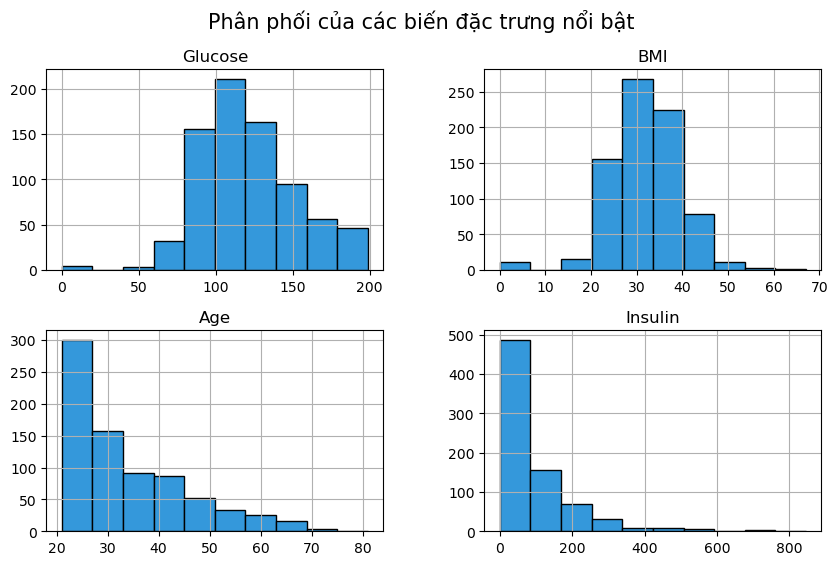 Phân phối của các biến đặc trưng nổi bật
Glucose
200
150
100
50
0
0 50 100 150 200
BMI
250
200
150
100
50
0
0 10 20 30 40 50 60 70
Age
300
250
200
150
100
50
0
20 30 40 50 60 70 80
Insulin
500
400
300
200
100
0
0 200 400 600 800